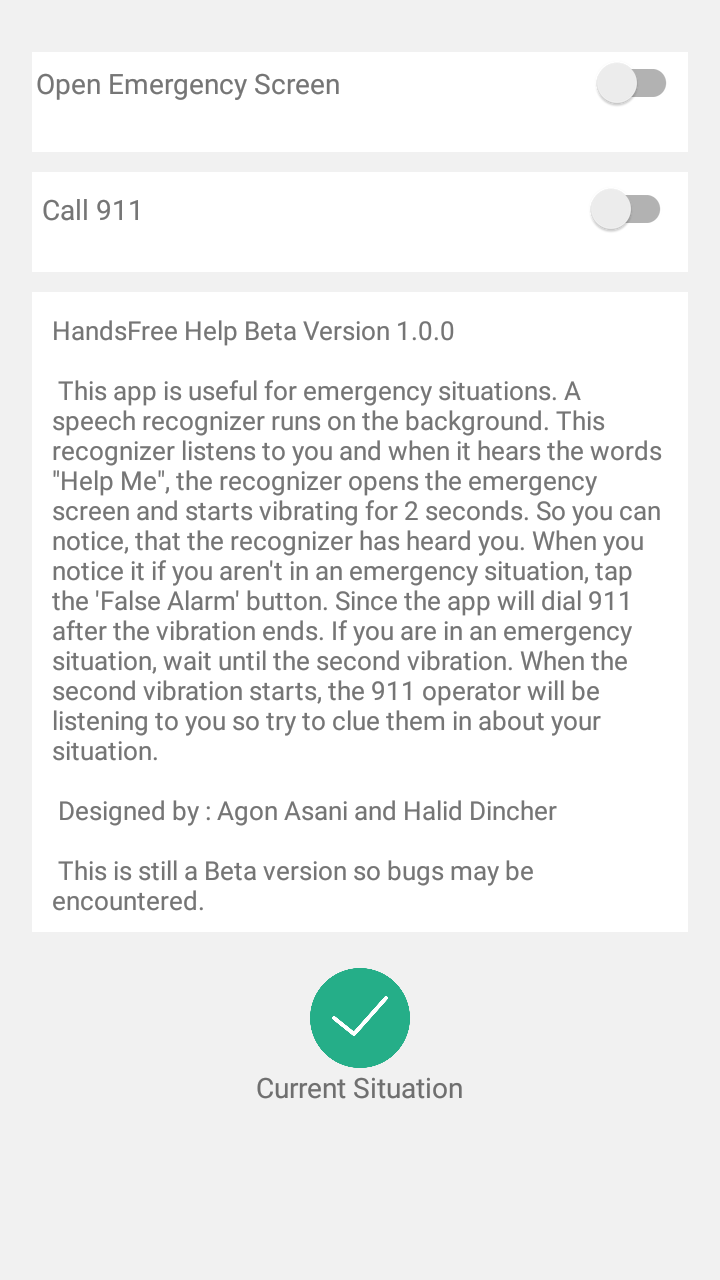 Open Emergency Screen
Call 911
HandsFree Help Beta Version 1.0.0
This app is useful for emergency situations. A
speech recognizer runs on the background. This
recognizer listens to you and when it hears the words
"Help Me", the recognizer opens the emergency
screen and starts vibrating for 2 seconds. So you can
notice, that the recognizer has heard you. When you
notice it if you aren't in an emergency situation, tap
the 'False Alarm' button. Since the app will dial 911
after the vibration ends. If you are in an emergency
situation, wait until the second vibration. When the
second vibration starts, the 911 operator will be
listening to you so try to clue them in about your
situation.
Designed by : Agon Asani and Halid Dincher
This is still a Beta version so bugs may be
encountered.
Current Situation